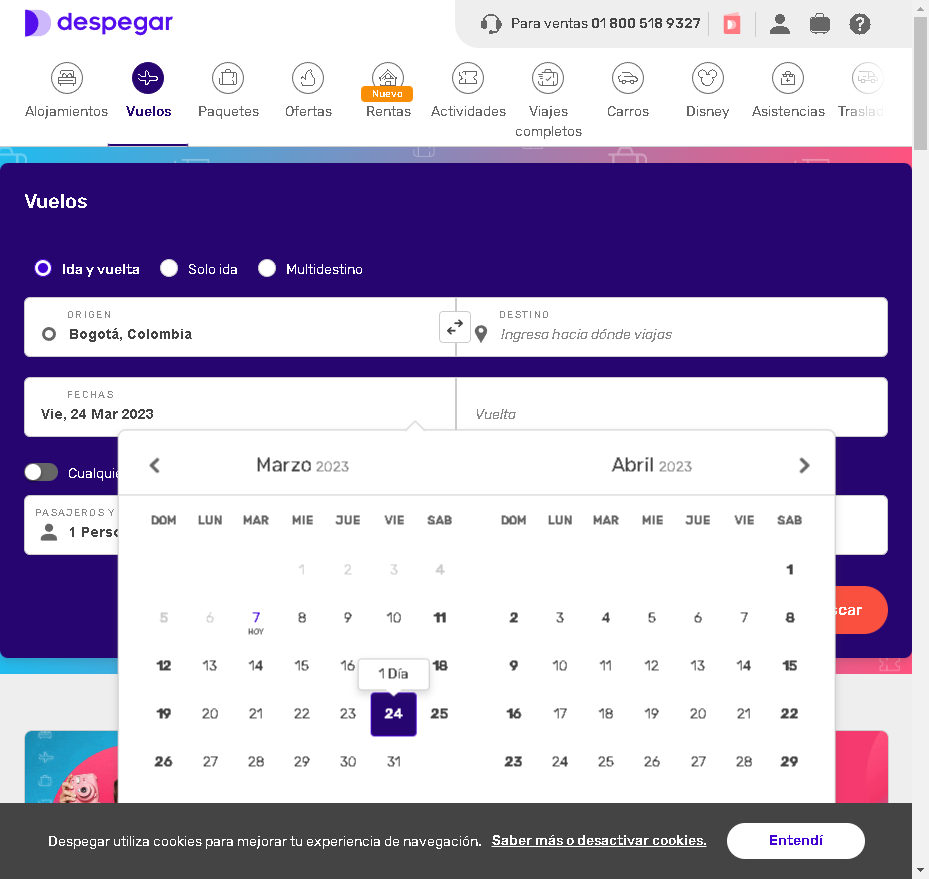 despegar
Para ventas 01 800 518 9327
Alojamientos
Vuelos
Paquetes
Ofertas
Nuevo
Rentas
Actividades
Viajes
completos
Carros
Disney
Asistencias
Vuelos
Ida y vuelta
Solo ida
Multidestino
ORIGEN
Bogotá, Colombia
DESTINO
Ingresa hacia dónde viajas
FECHAS
Vie, 24 Mar 2023
Vuelta
Marzo 2023
Abril 2023
DOM LUN MAR MIE JUE VIE SAB
DOM LUN MAR MIE JUE VIE SAB
1 2 3 4
1
5 6 7 8 9 10 11
HOY
2 3 4 5 6 7 8
12 13 14 15 16 18
1 Día
9 10 11 12 13 14 15
19 20 21 22 23 24 25
16 17 18 19 20 21 22
26 27 28 29 30 31
23 24 25 26 27 28 29
PASAJEROS Y
1
Despegar utiliza cookies para mejorar tu experiencia de navegación. Saber más o desactivar cookies.
Entendí